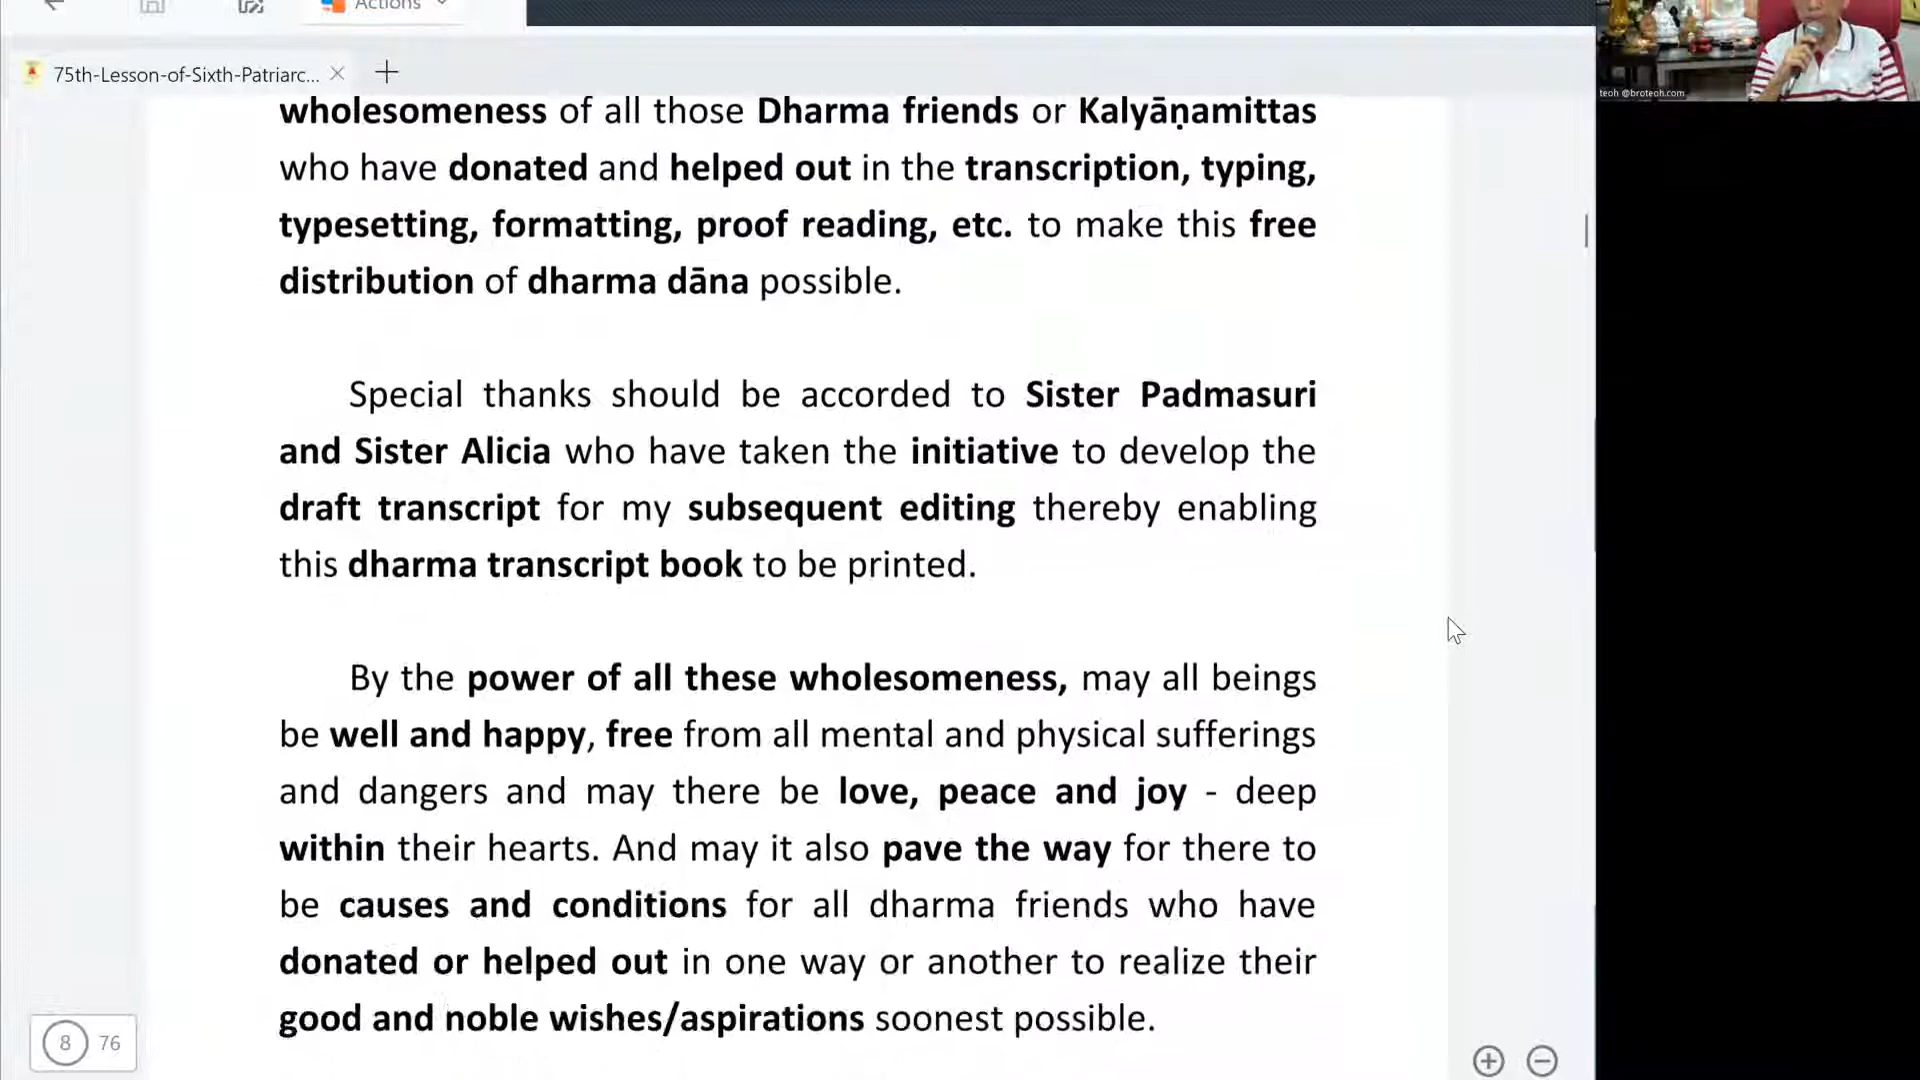 Actions
75th-Lesson-of-Sixth-Patriarc...
teoh @broteoh.com
wholesomeness of all those Dharma friends or Kalyāṇamittas
who have donated and helped out in the transcription, typing,
typesetting, formatting, proof reading, etc. to make this free
distribution of dharma dāna possible.
Special thanks should be accorded to Sister Padmasuri
and Sister Alicia who have taken the initiative to develop the
draft transcript for my subsequent editing thereby enabling
this dharma transcript book to be printed.
By the power of all these wholesomeness, may all beings
be well and happy, free from all mental and physical sufferings
and dangers and may there be love, peace and joy - deep
within their hearts. And may it also pave the way for there to
be causes and conditions for all dharma friends who have
donated or helped out in one way or another to realize their
good and noble wishes/aspirations soonest possible.
8 76